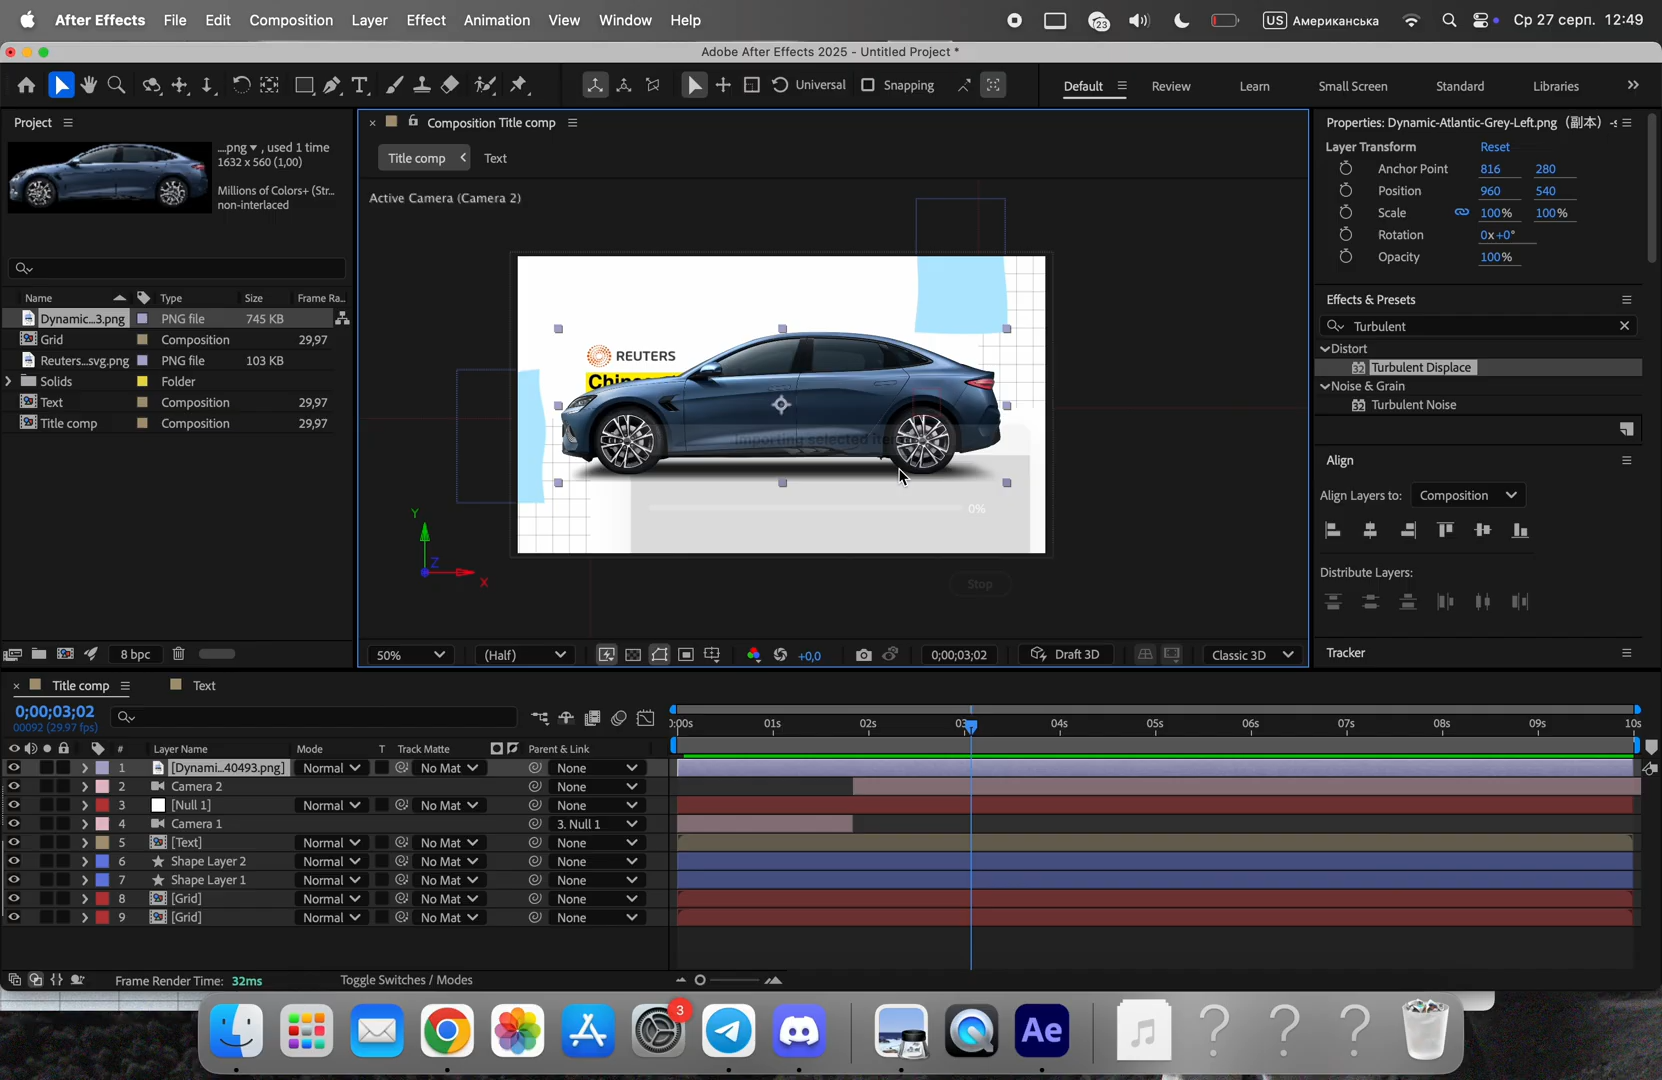 After Effects File Edit Composition Layer Effect Animation View Window Help
23
US Американська
Ср 27 серп. 12:49
Adobe After Effects 2025 - Untitled Project *
Universal Snapping
Default Review Learn Small Screen Standard Libraries
Project
....png , used 1 time
1632 x 560 (1,00)
Millions of Colors+ (Str...
non-interlaced
Name Type Size Frame Ra..
Dynamic...3.png PNG file 745 KB
Grid Composition 29,97
Reuters...svg.png PNG file 103 KB
Solids Folder
Text Composition 29,97
Title comp Composition 29,97
8 bpc
Composition Title comp
Title comp Text
Active Camera (Camera 2)
REUTERS
Importing selected
0%
Stop
Y
Z
X
50% (Half) +0,0 0;00;03;02 Draft 3D Classic 3D
Properties: Dynamic-Atlantic-Grey-Left.png（副本）-s
Layer Transform Reset
Anchor Point 816 280
Position 960 540
Scale 100% 100%
Rotation 0x+0°
Opacity 100%
Effects & Presets
Turbulent
Distort
32 Turbulent Displace
Noise & Grain
32 Turbulent Noise
Align
Align Layers to: Composition
Distribute Layers:
Tracker
Title comp Text
0;00;03;02
00092 (29.97 fps)
# Layer Name Mode T Track Matte Parent & Link
1 [Dynami...40493.png] Normal No Mat None
2 Camera 2 None
3 [Null 1] Normal No Mat None
4 Camera 1 3. Null 1
5 [Text] Normal No Mat None
6 Shape Layer 2 Normal No Mat None
7 Shape Layer 1 Normal No Mat None
8 [Grid] Normal No Mat None
9 [Grid] Normal No Mat None
01s 02s 04s 05s 06s 07s 08s 09s 10s
Frame Render Time: 32ms
Toggle Switches / Modes
3
Ae